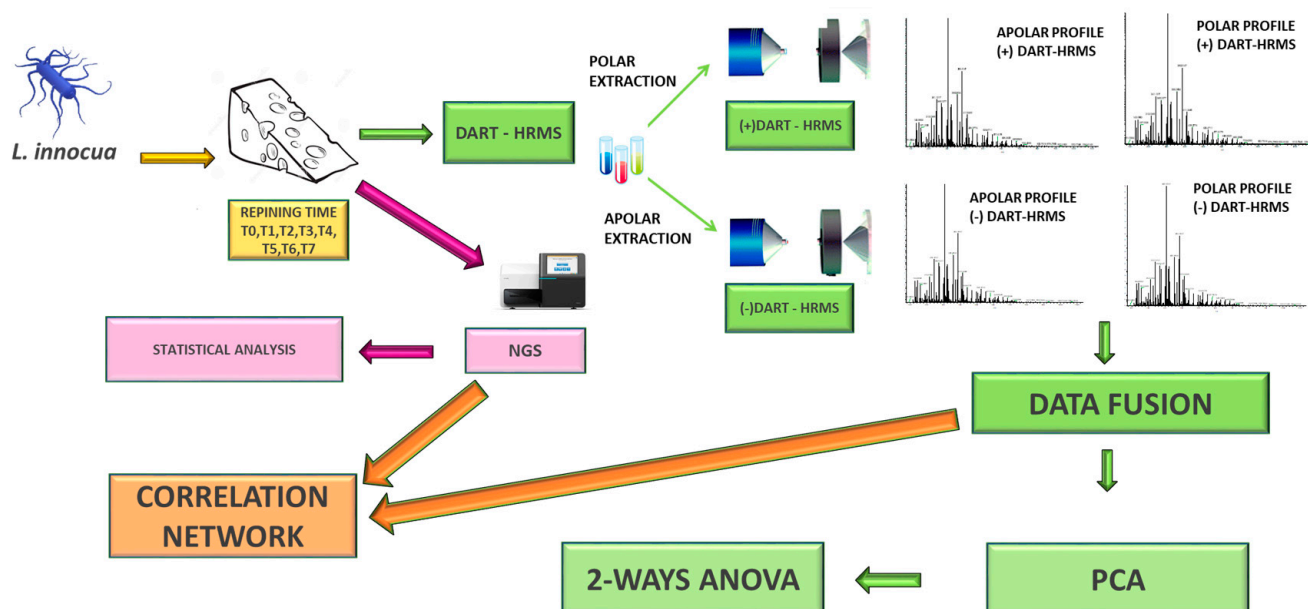 L. innocua
REPINING TIME
T0,T1,T2,T3,T4,
T5,T6,T7
DART - HRMS
POLAR
EXTRACTION
APOLAR
EXTRACTION
(+)DART - HRMS
(-)DART - HRMS
APOLAR PROFILE
(+) DART-HRMS
POLAR PROFILE
(+) DART-HRMS
APOLAR PROFILE
(-) DART-HRMS
POLAR PROFILE
(-) DART-HRMS
STATISTICAL ANALYSIS
NGS
DATA FUSION
CORRELATION
NETWORK
2-WAYS ANOVA
PCA